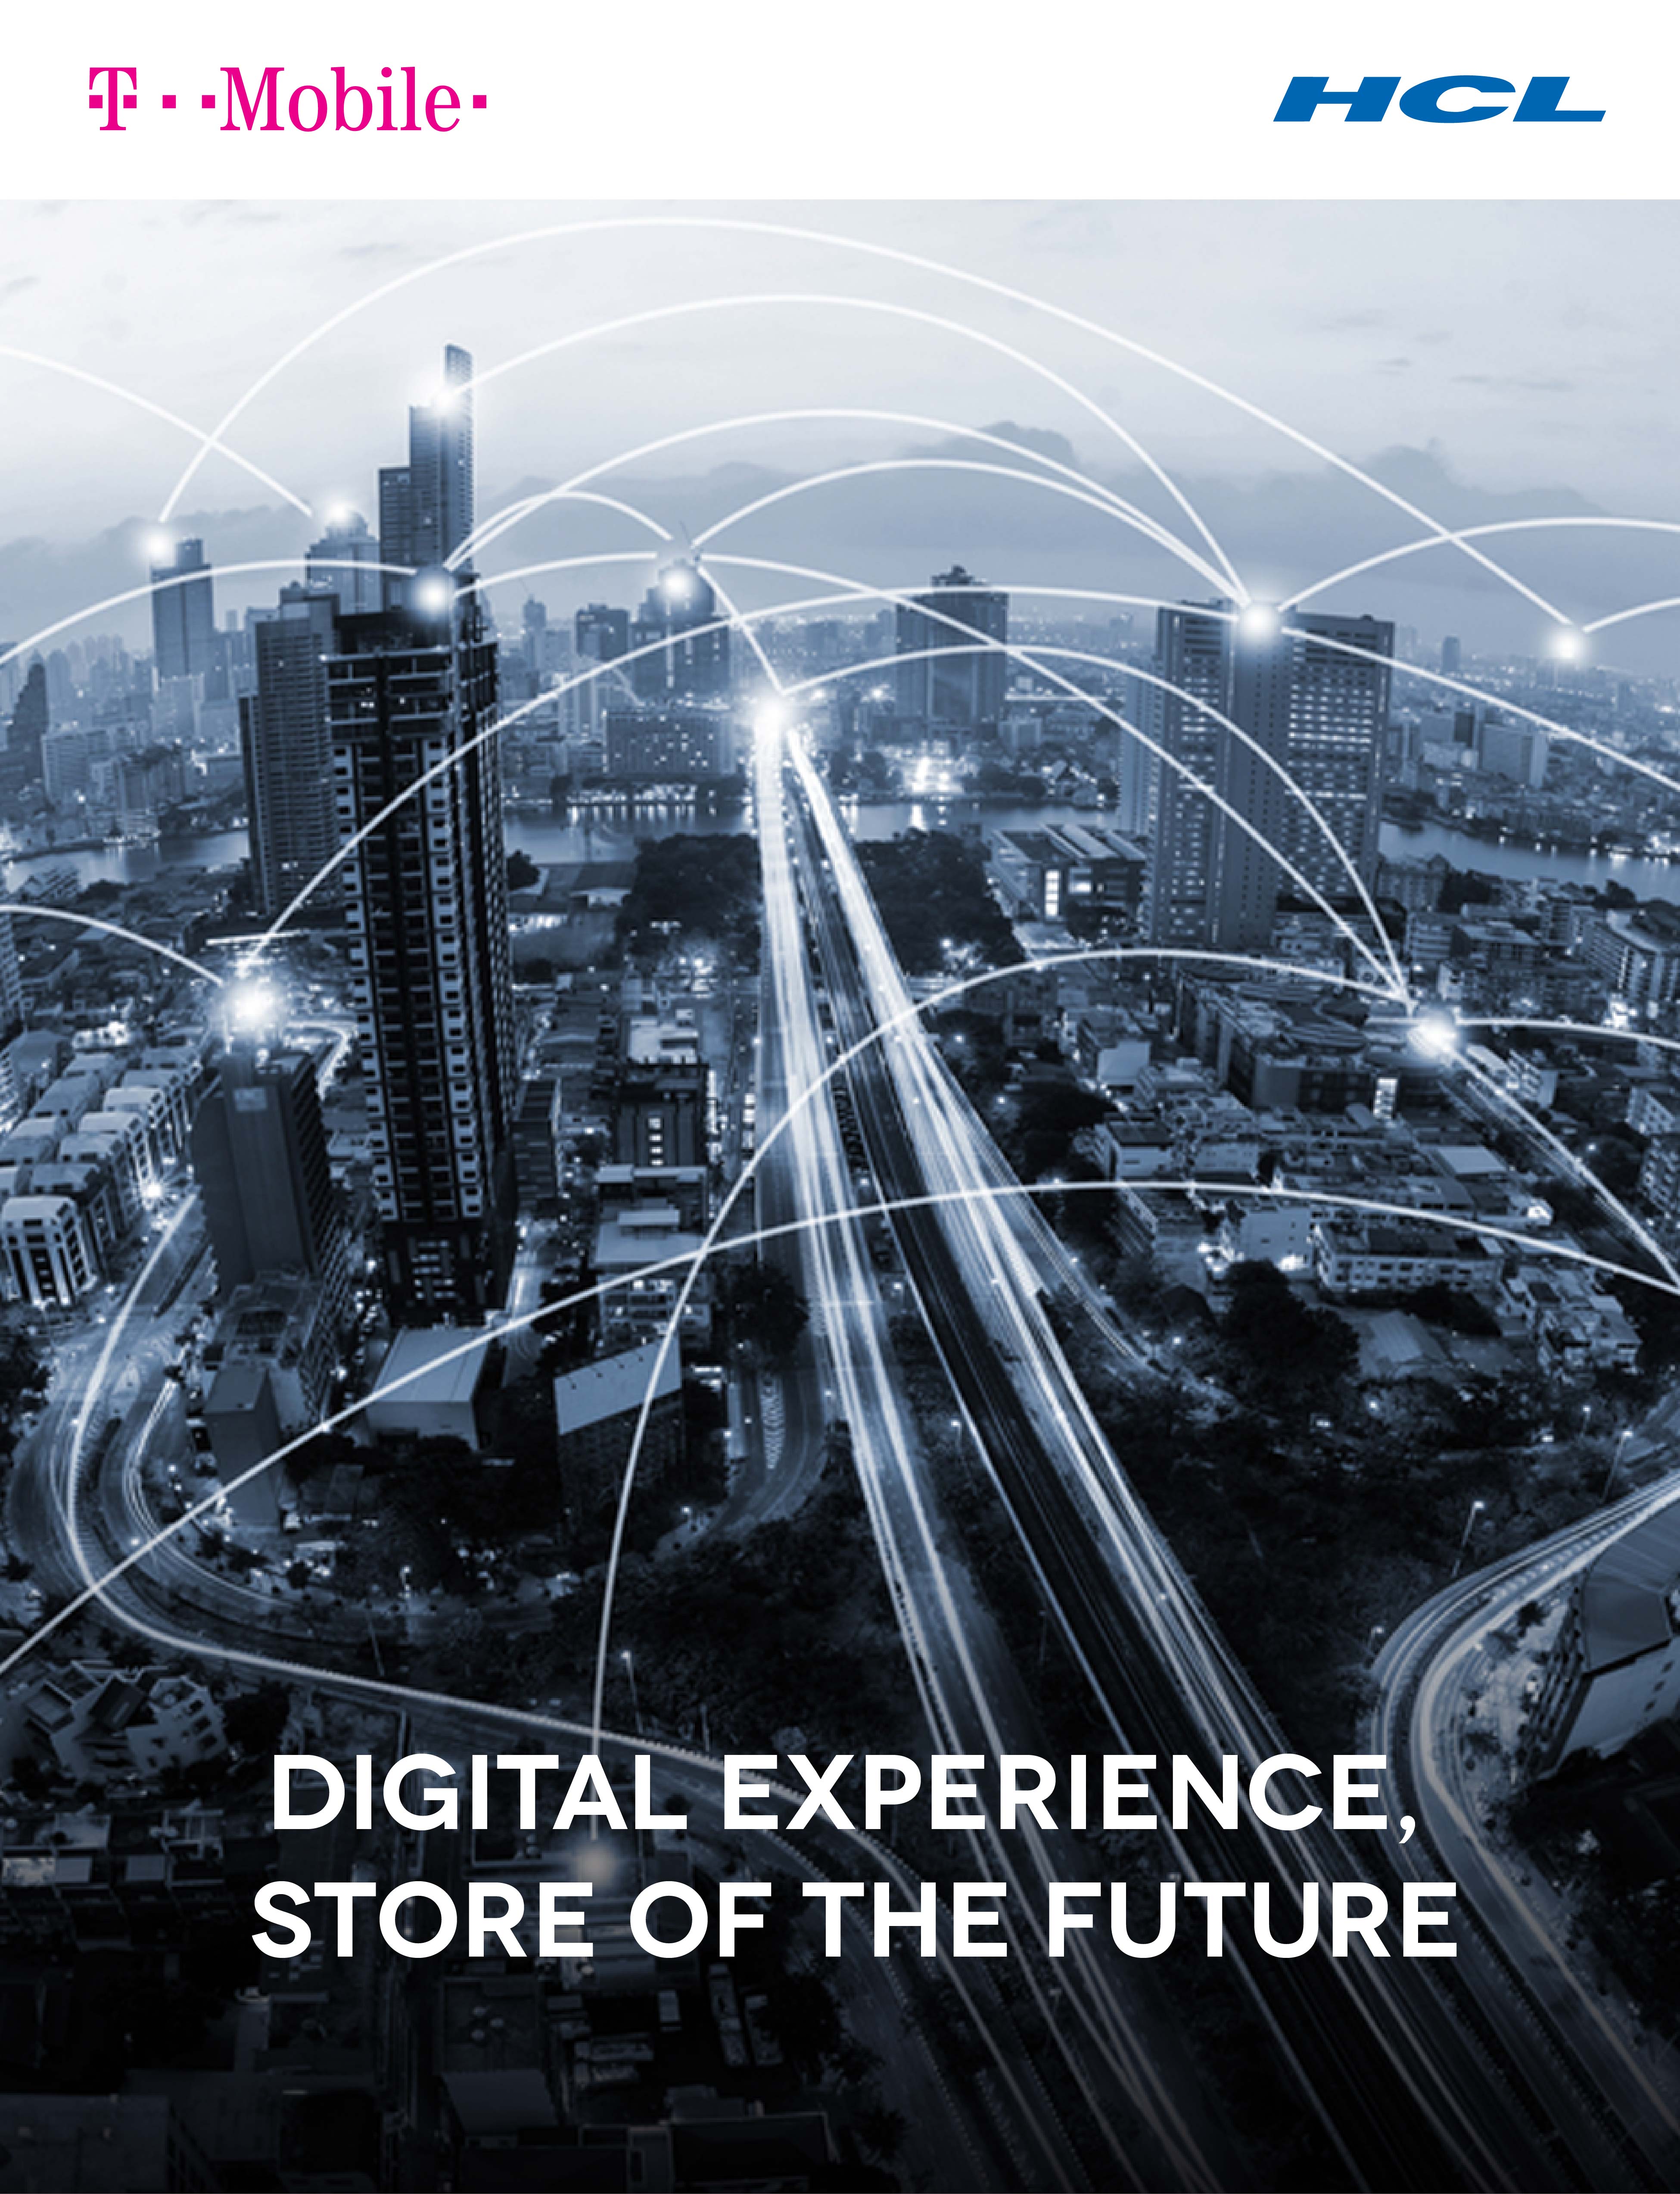 T··Mobile·
HCL
DIGITAL EXPERIENCE,
STORE OF THE FUTURE